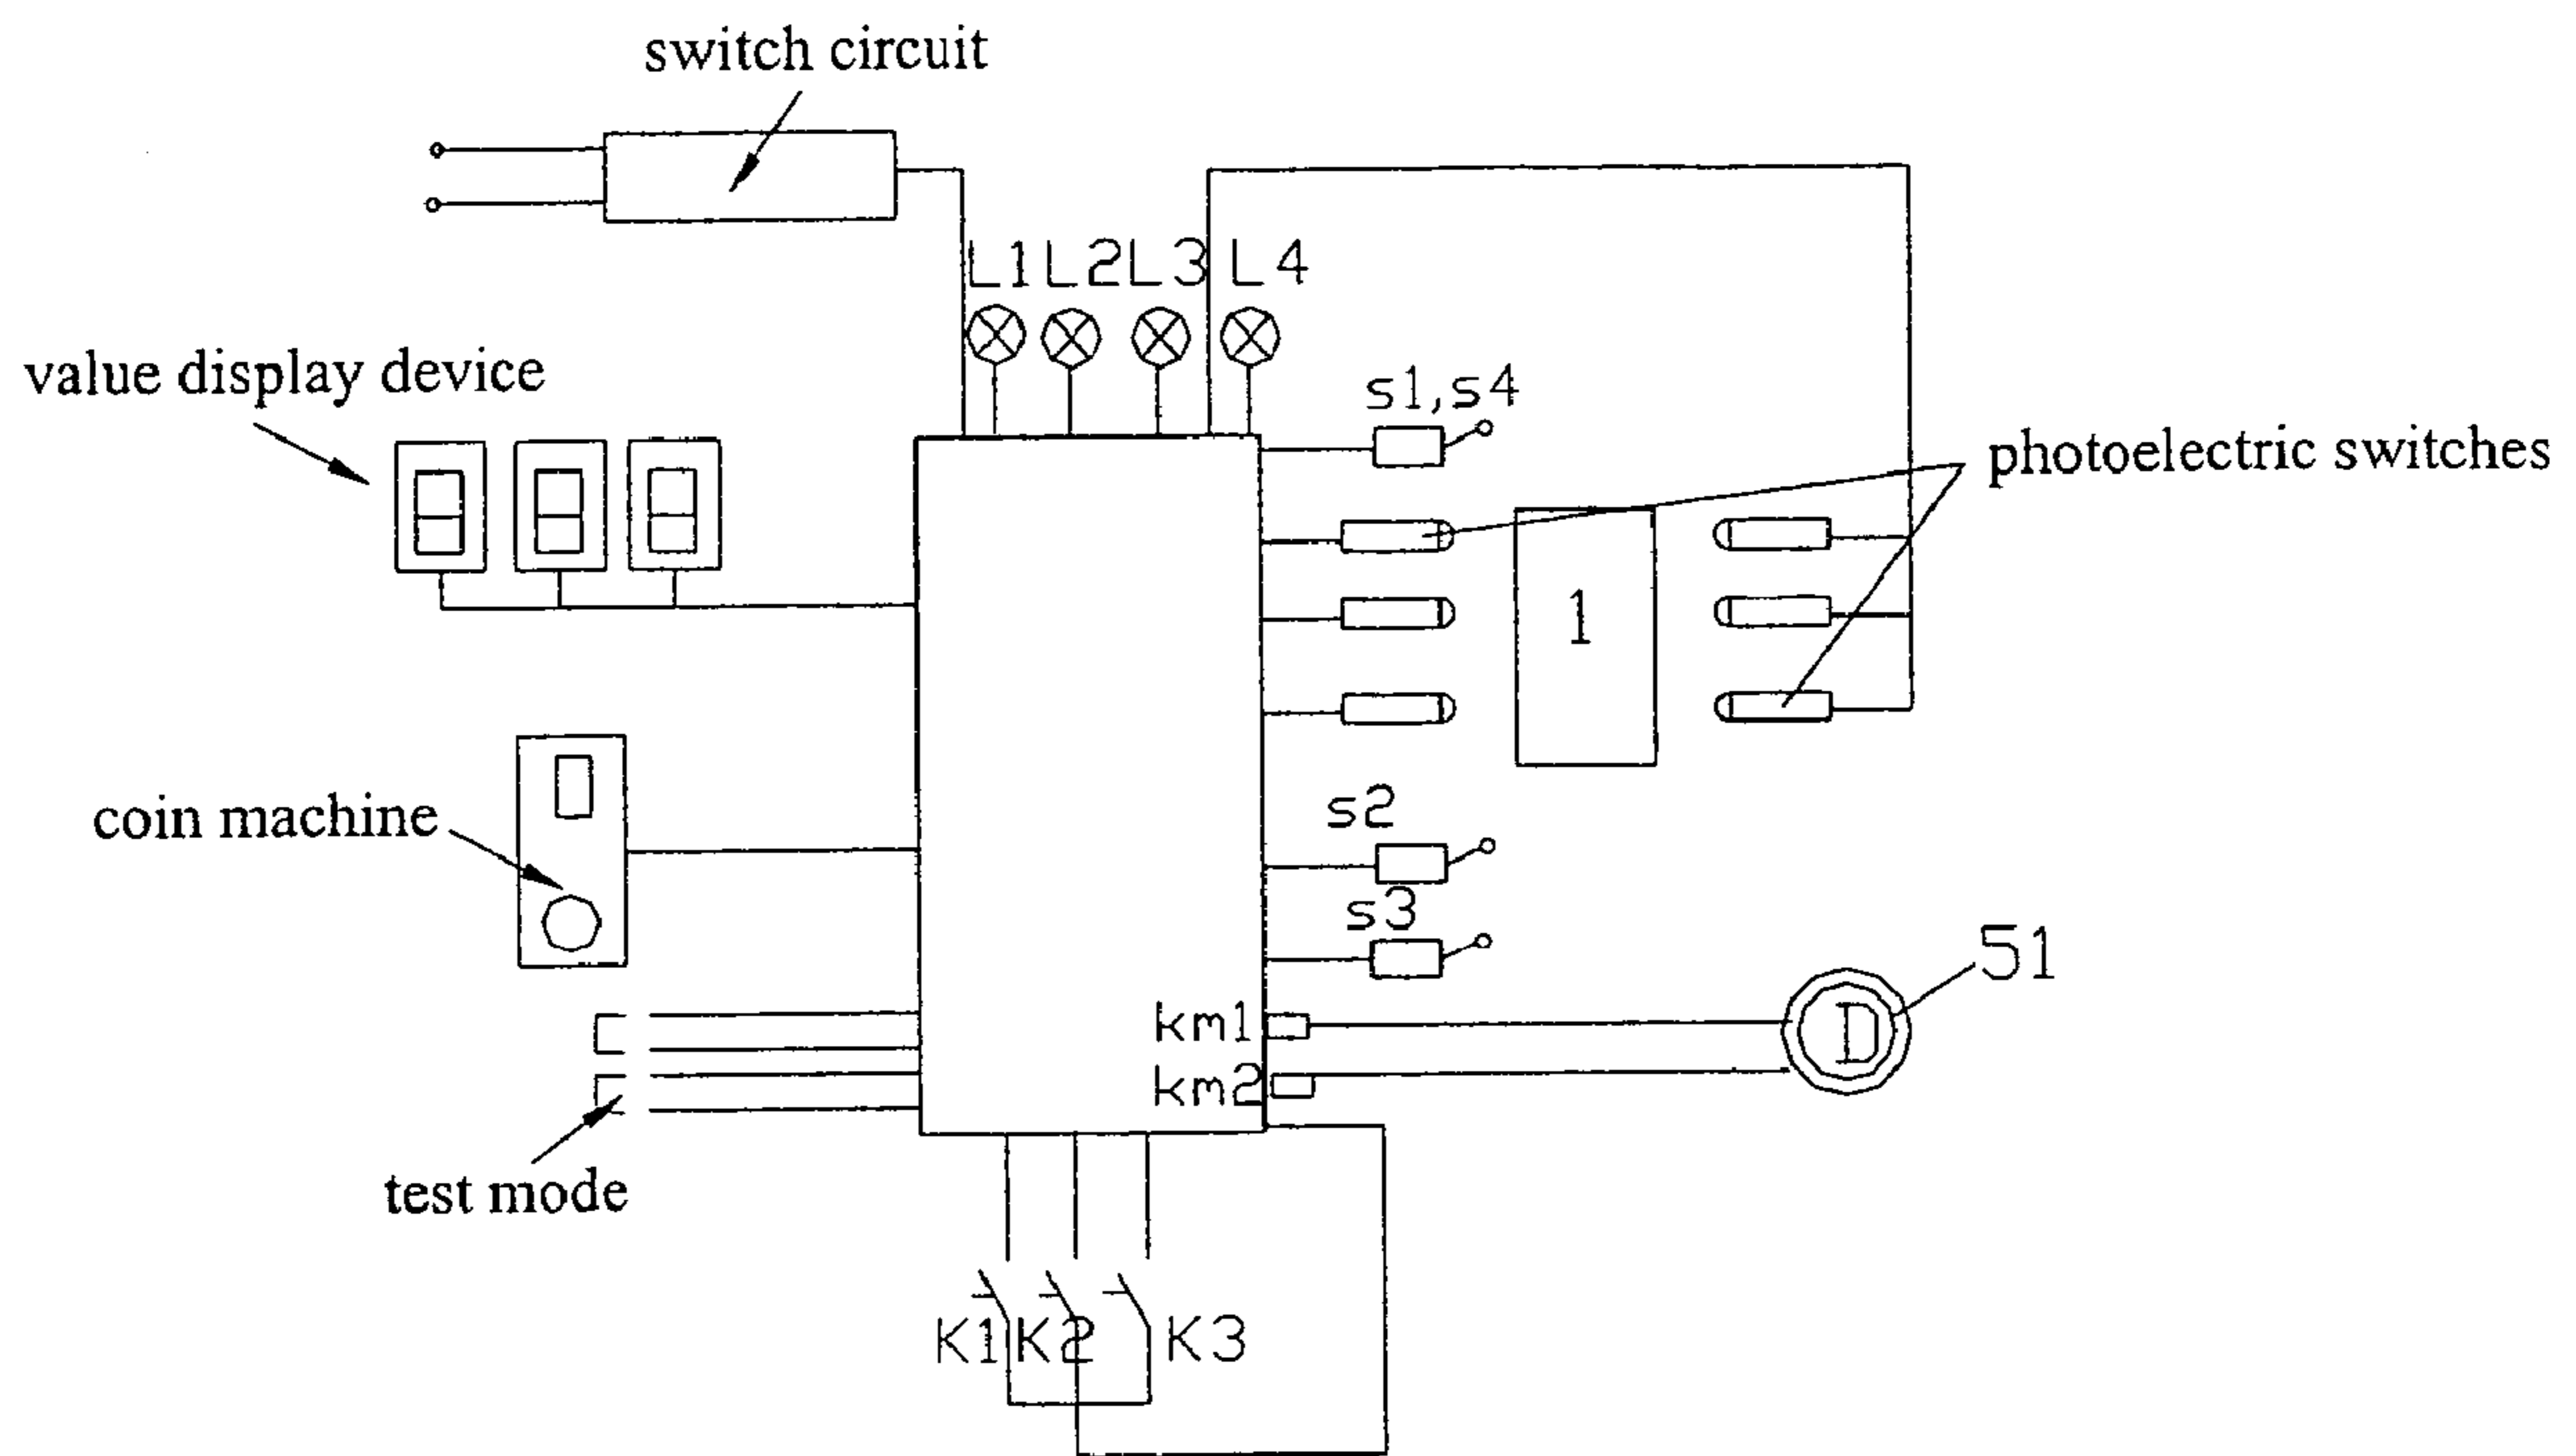 switch circuit
L1 L2 L3 L4
value display device
s1,s4
photoelectric switches
1
s2
coin machine
s3
51
km1
D
km2
test mode
K1 K2 K3